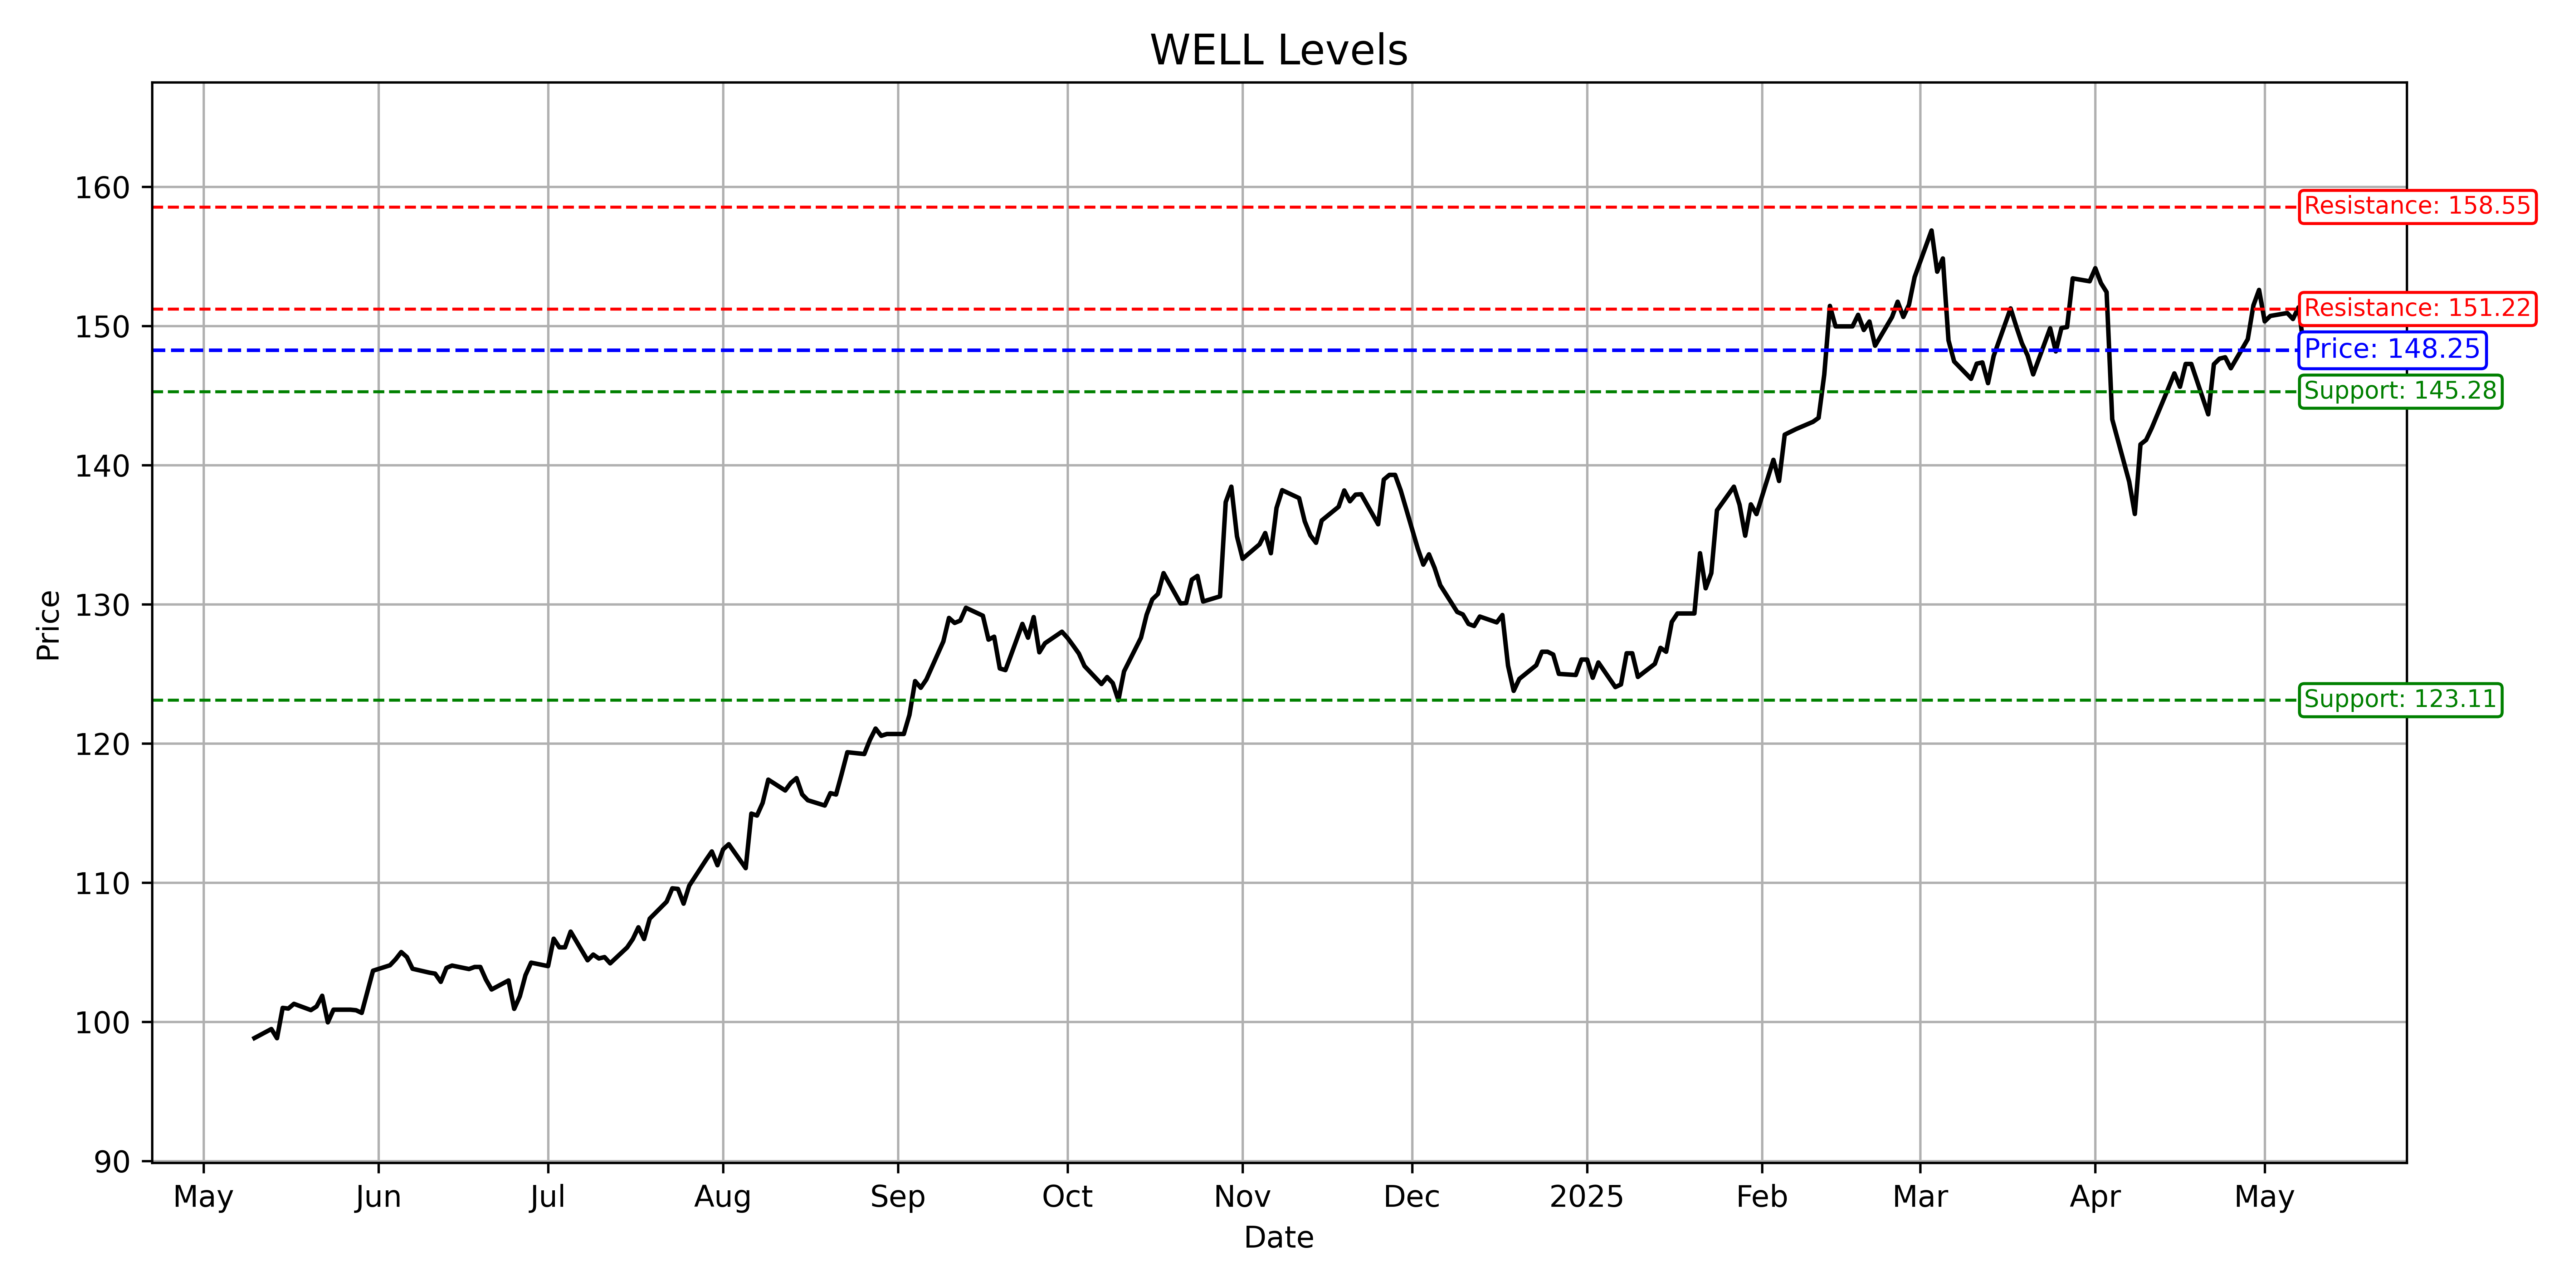 WELL Levels
160
150
140
130
120
110
100
90
Price
Resistance: 158.55
Resistance: 151.22
Price: 148.25
Support: 145.28
Support: 123.11
May
Jun
Jul
Aug
Sep
Oct
Nov
Dec
2025
Feb
Mar
Apr
May
Date